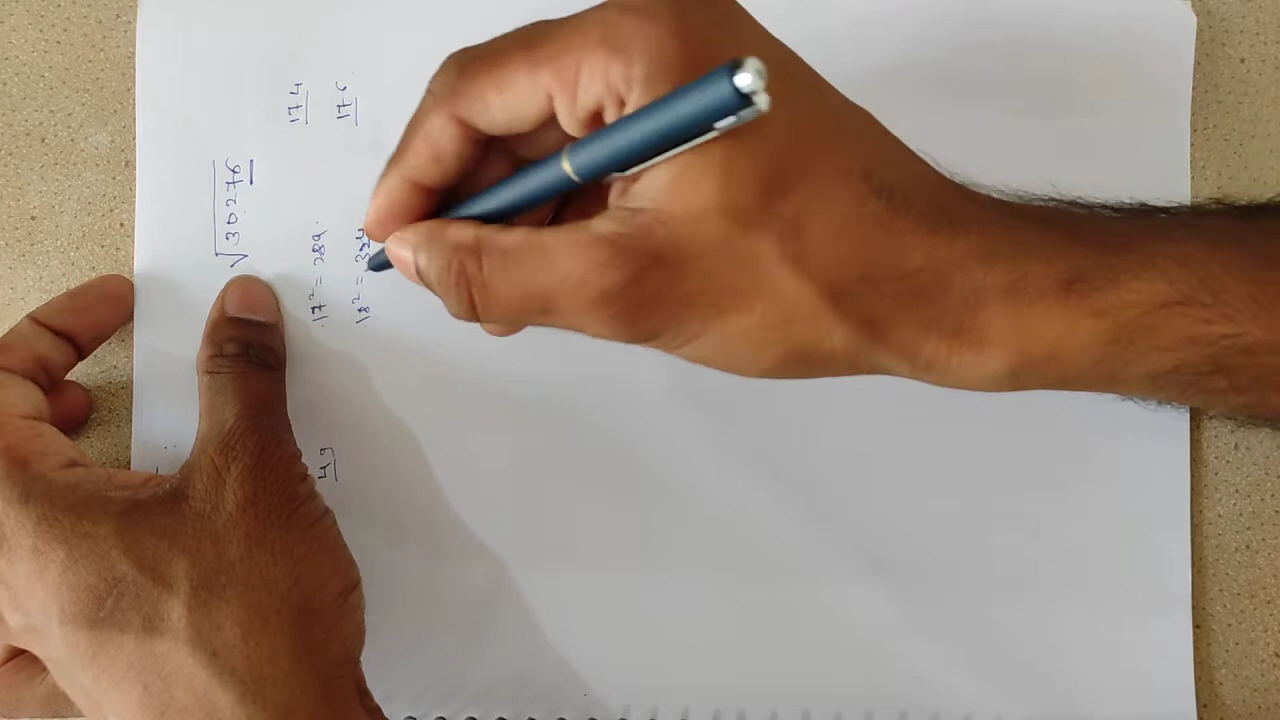 √30276
174
176
17² = 289.
18² = 324
49